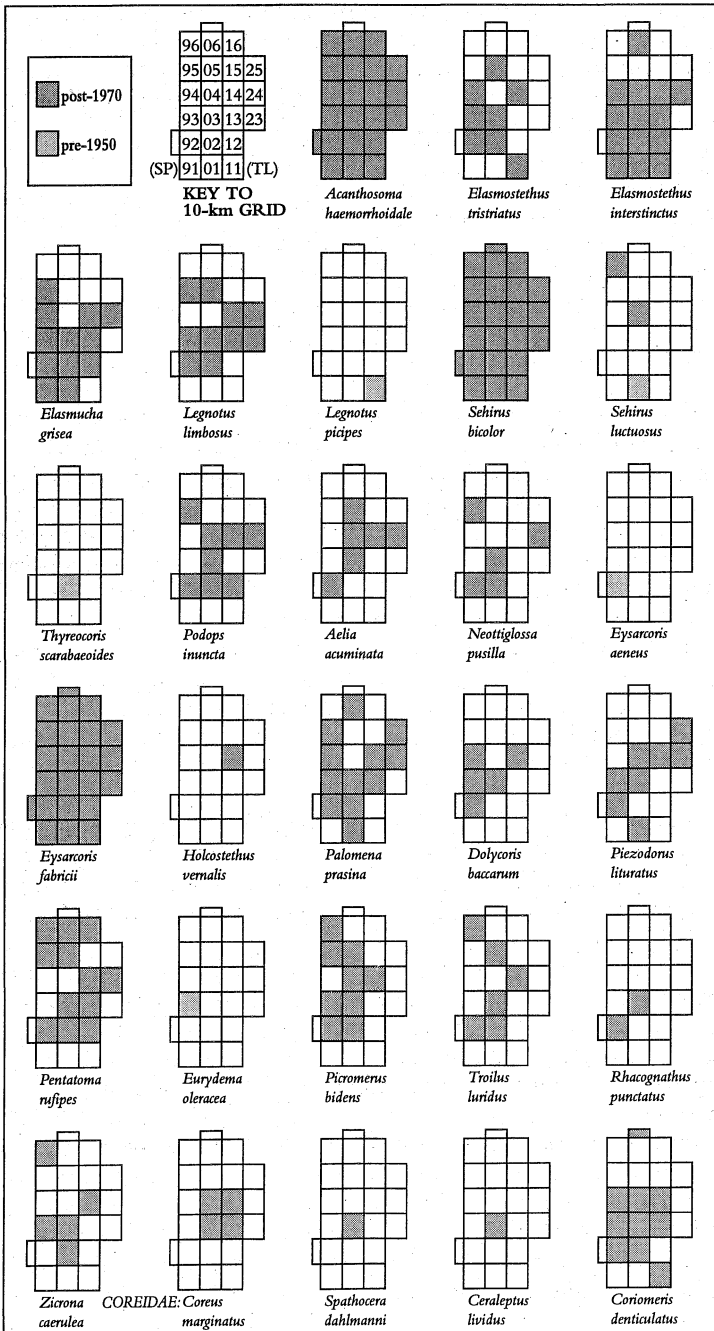 post-1970
pre-1950
96 06 16
95 05 15 25
94 04 14 24
93 03 13 23
92 02 12
(SP) 91 01 11 (TL)
KEY TO
10-km GRID
Acanthosoma
haemorrhoidale
Elasmostethus
tristriatus
Elasmostethus
interstinctus
Elasmucha
grisea
Legnotus
limbosus
Legnotus
picipes
Sehirus
bicolor
Sehirus
luctuosus
Thyreocoris
scarabaeoides
Podops
inuncta
Aelia
acuminata
Neottiglossa
pusilla
Eysarcoris
aeneus
Eysarcoris
fabricii
Holcostethus
vernalis
Palomena
prasina
Dolycoris
baccarum
Piezodorus
lituratus
Pentatoma
rufipes
Eurydema
oleracea
Picromerus
bidens
Troilus
luridus
Rhacognathus
punctatus
Zicrona
caerulea
COREIDAE: Coreus
marginatus
Spathocera
dahlmanni
Ceraleptus
lividus
Coriomeris
denticulatus